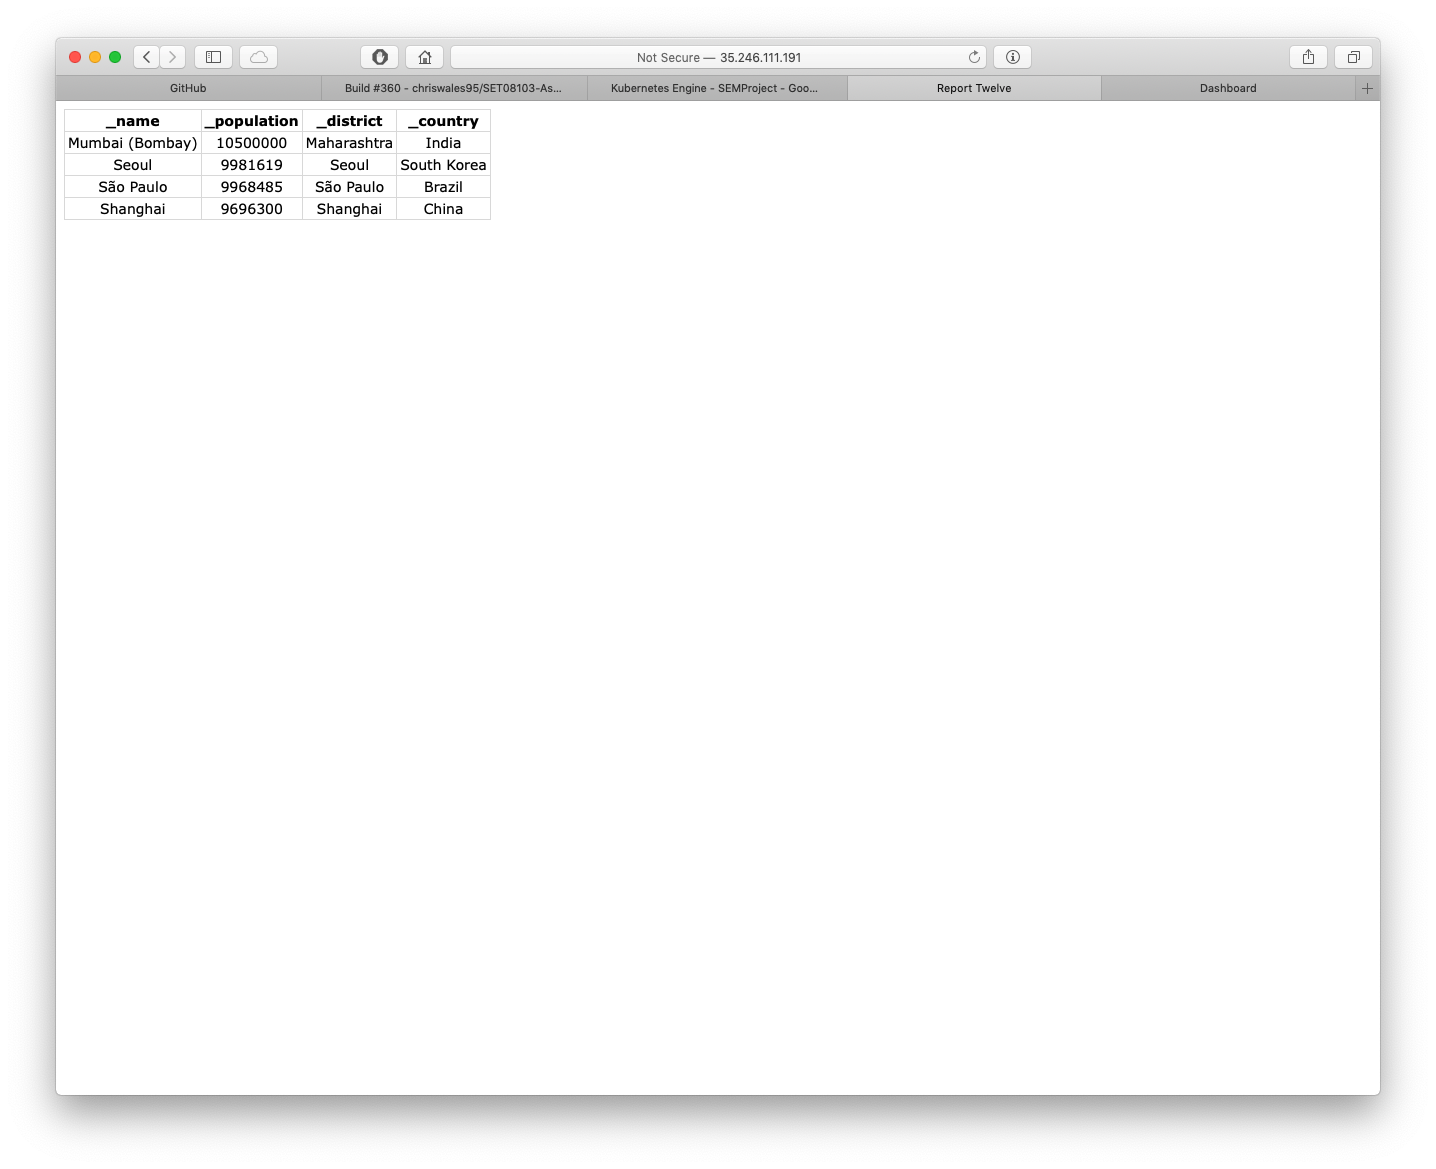 Not Secure — 35.246.111.191
GitHub Build #360 - chriswales95/SET08103-As... Kubernetes Engine - SEMProject - Goo... Report Twelve Dashboard
_name _population _district _country
Mumbai (Bombay) 10500000 Maharashtra India
Seoul 9981619 Seoul South Korea
São Paulo 9968485 São Paulo Brazil
Shanghai 9696300 Shanghai China